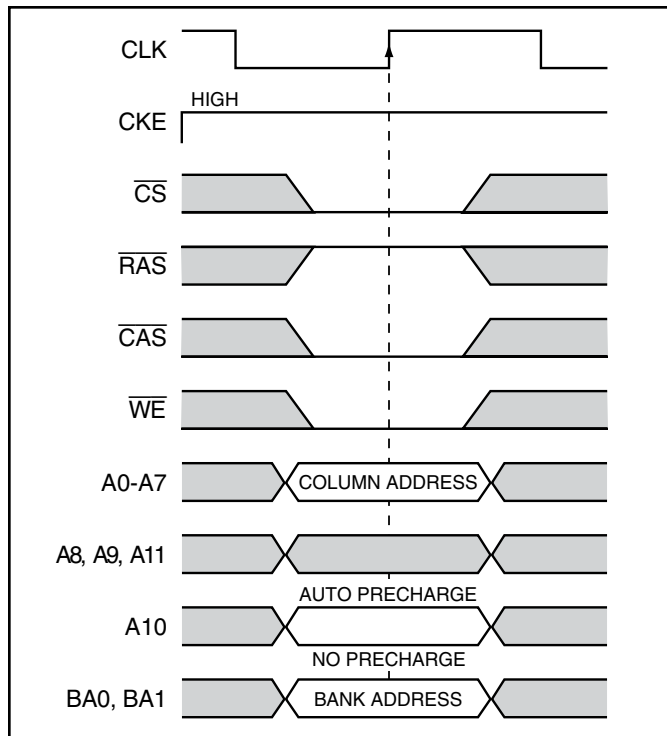 CLK
CKE HIGH
CS
RAS
CAS
WE
A0-A7 COLUMN ADDRESS
A8, A9, A11
AUTO PRECHARGE
A10
NO PRECHARGE
BA0, BA1 BANK ADDRESS